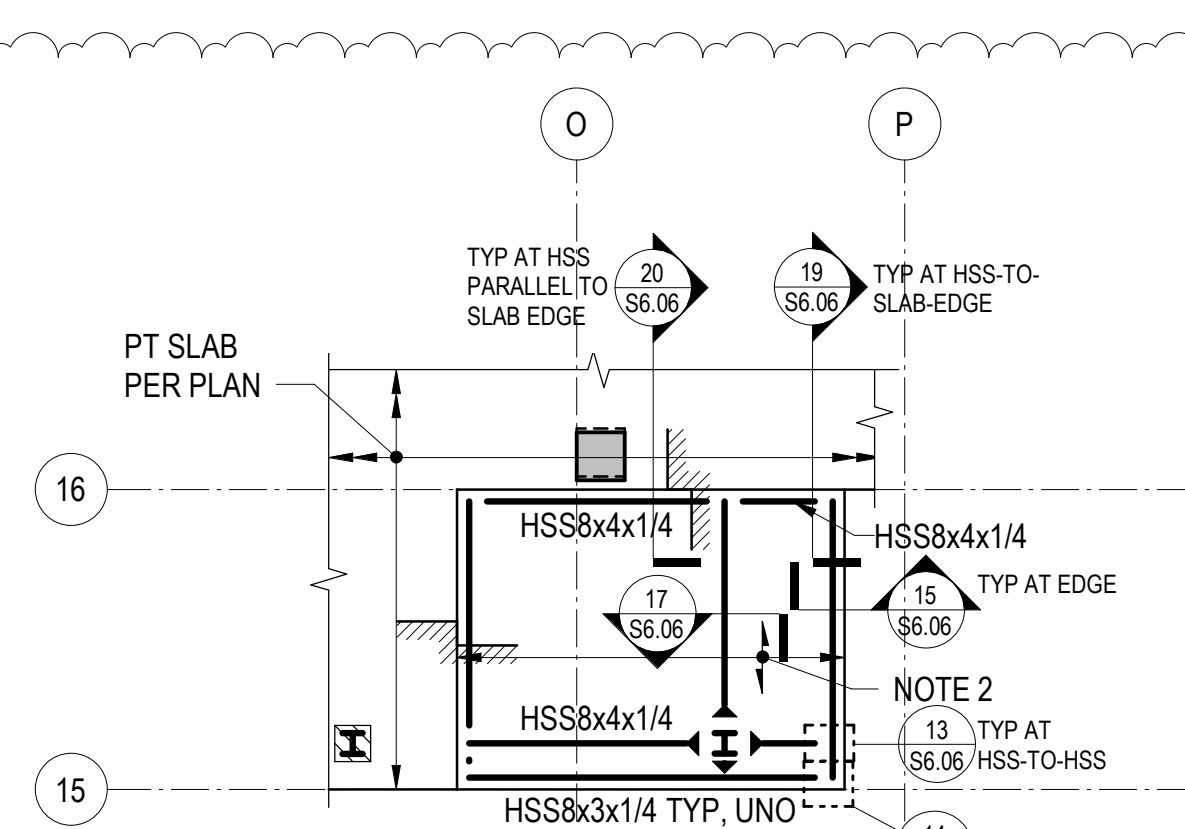 O
P
TYP AT HSS
PARALLEL TO
SLAB EDGE
20
S6.06
19
S6.06
TYP AT HSS-TO-
SLAB-EDGE
PT SLAB
PER PLAN
16
HSS8x4x1/4
HSS8x4x1/4
17
S6.06
15
S6.06
TYP AT EDGE
NOTE 2
HSS8x4x1/4
13
S6.06
TYP AT
HSS-TO-HSS
15
HSS8x3x1/4 TYP, UNO